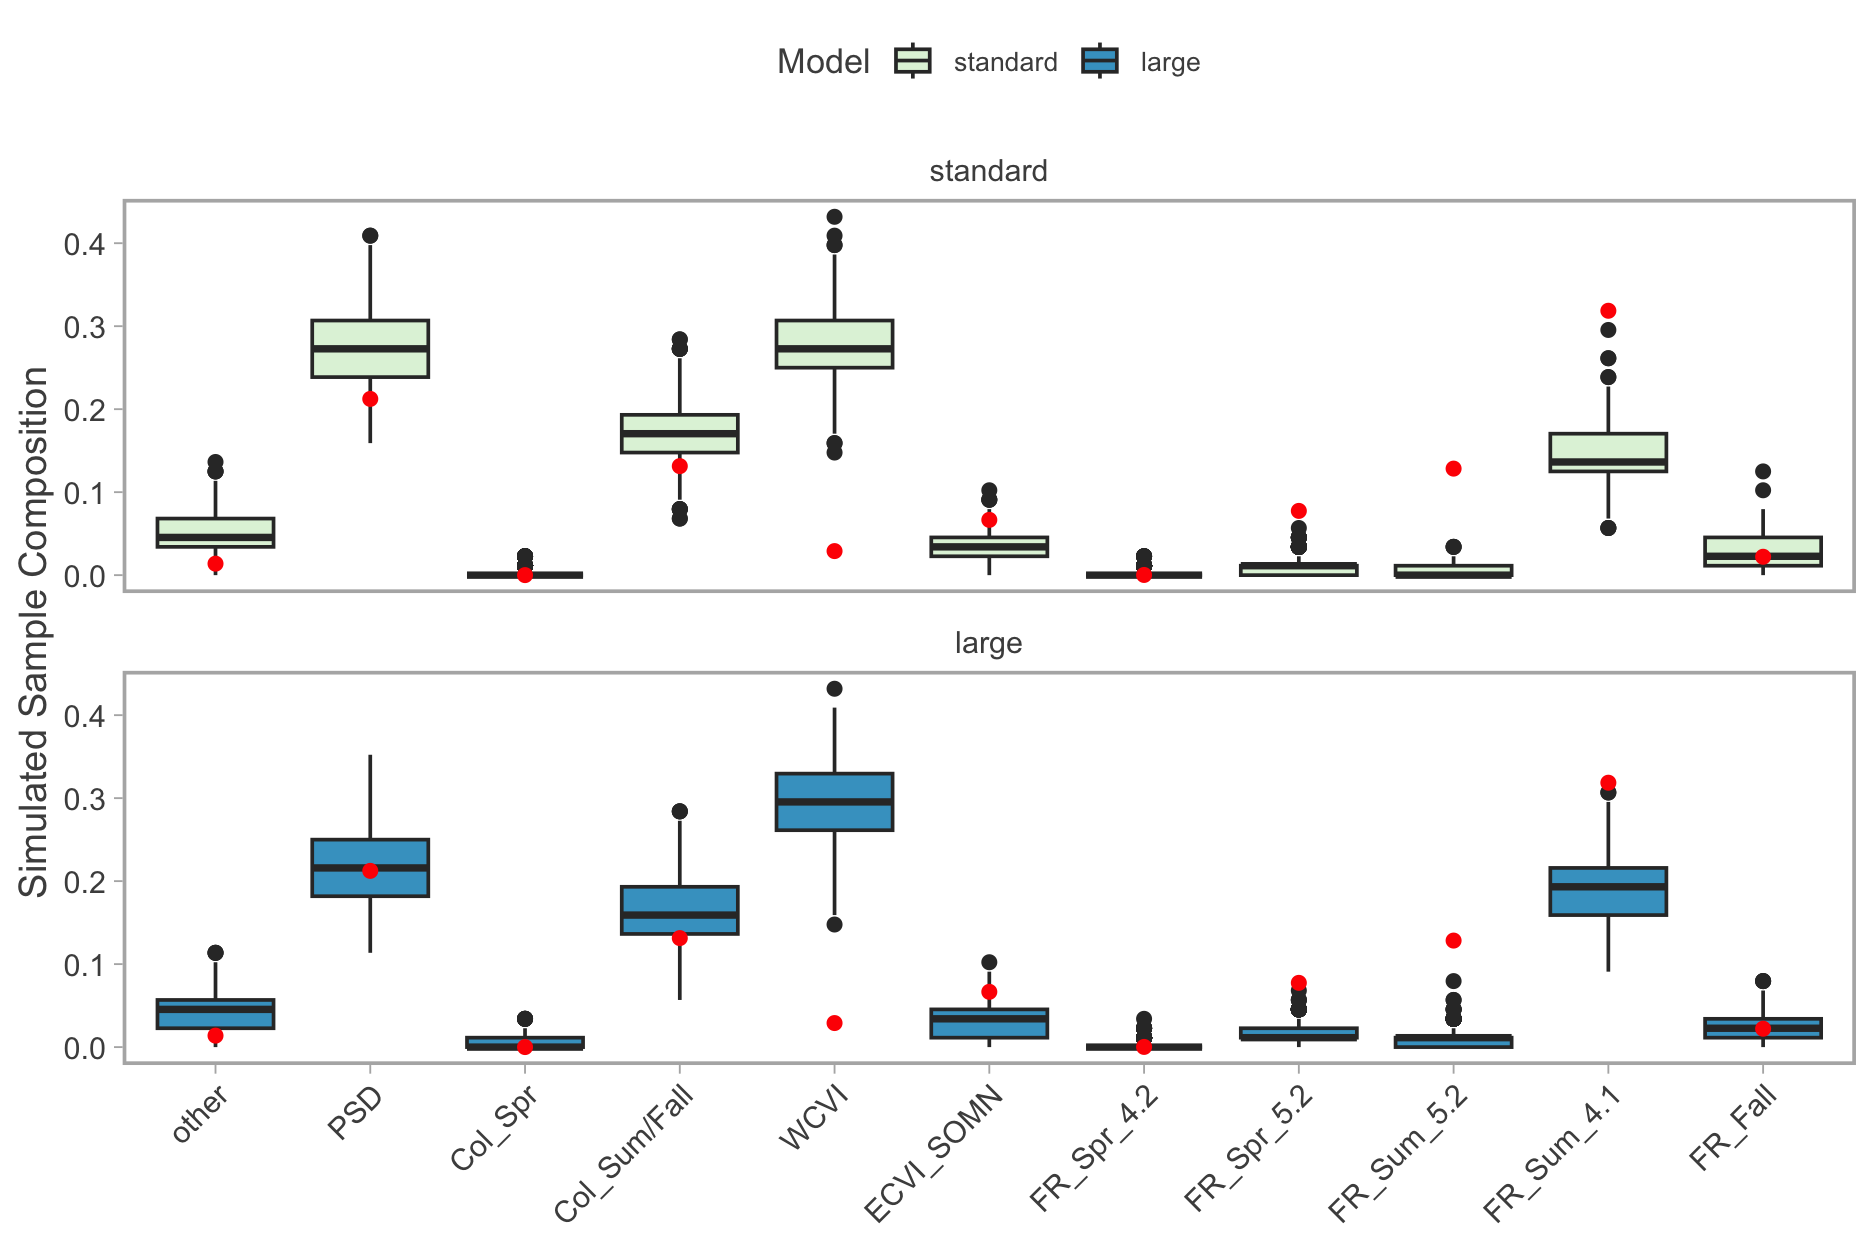 Model standard large
standard
0.4
0.3
0.2
0.1
0.0
large
0.4
0.3
0.2
0.1
0.0
Simulated Sample Composition
other PSD Col_Spr Col_Sum/Fall WCVI ECVI_SOMN FR_Spr_4.2 FR_Spr_5.2 FR_Sum_5.2 FR_Sum_4.1 FR_Fall